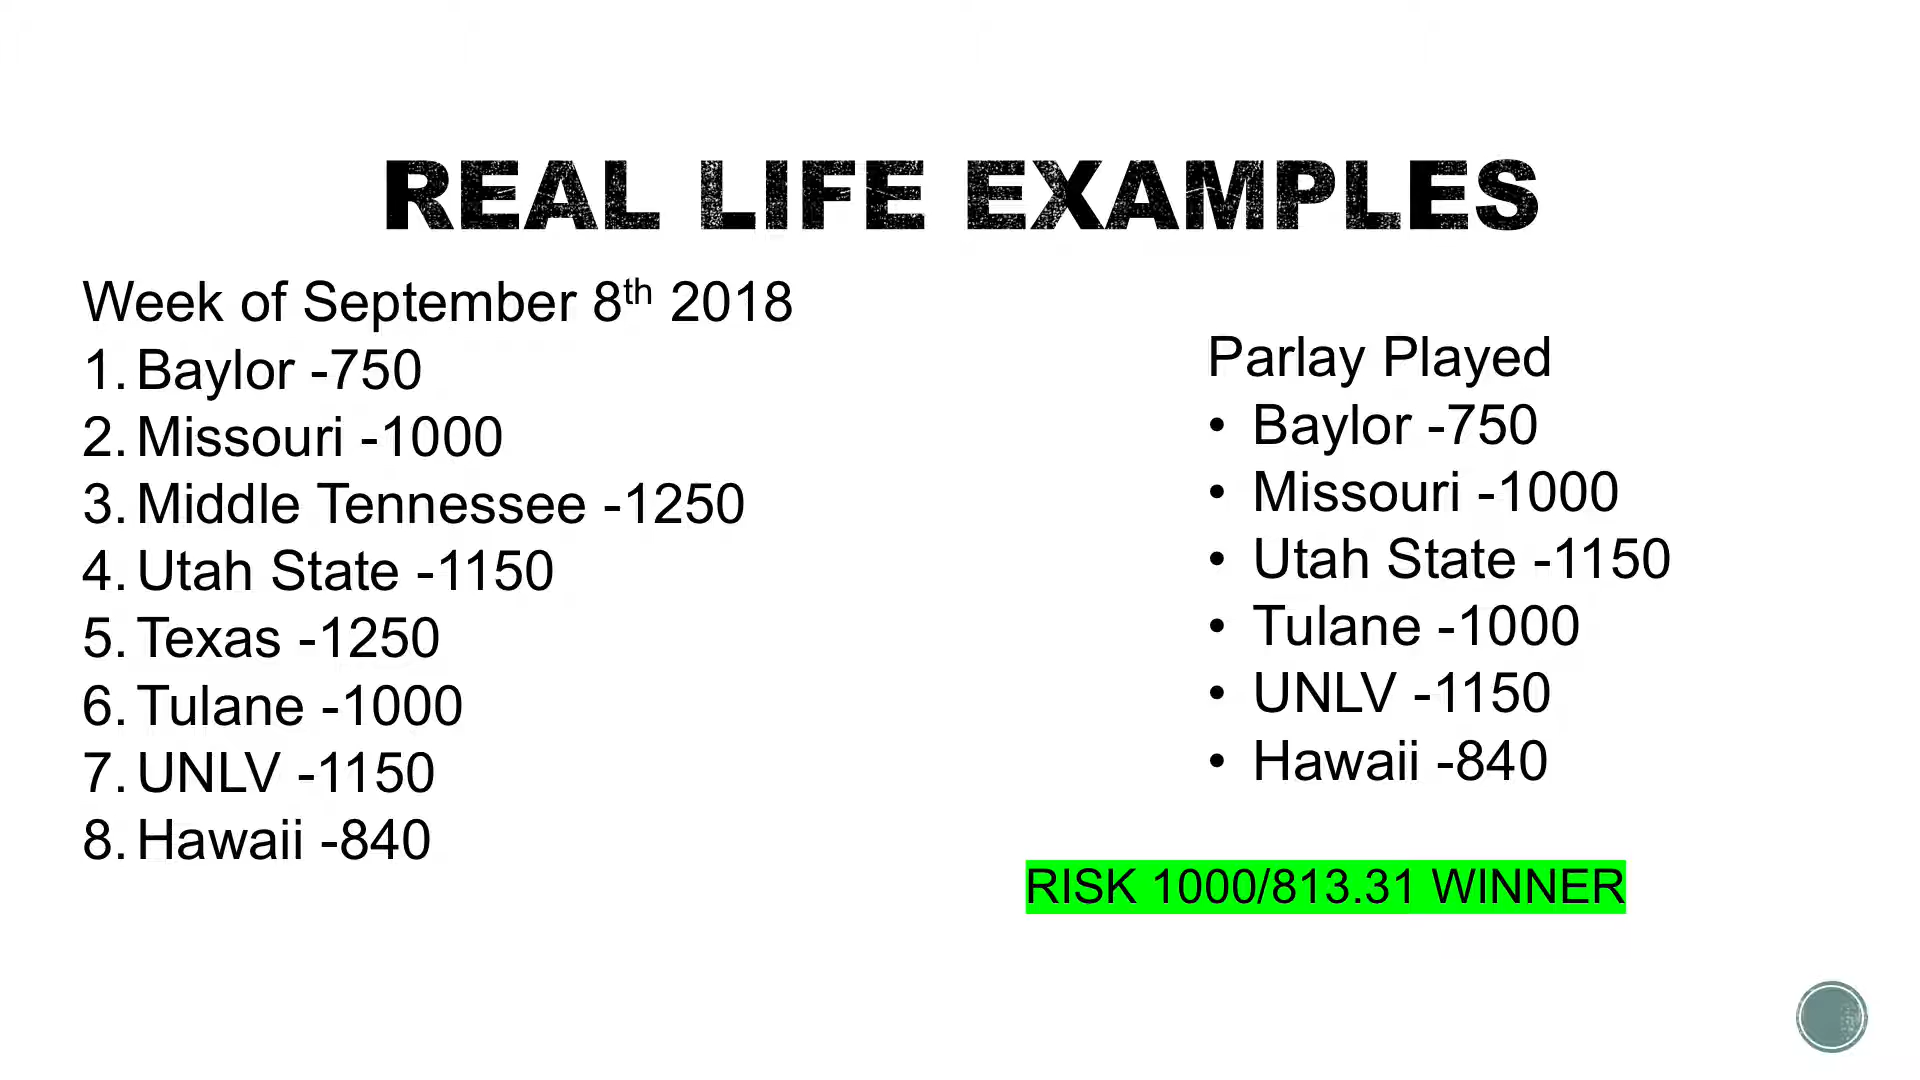 REAL LIFE EXAMPLES
Week of September 8th 2018
1. Baylor -750
2. Missouri -1000
3. Middle Tennessee -1250
4. Utah State -1150
5. Texas -1250
6. Tulane -1000
7. UNLV -1150
8. Hawaii -840
Parlay Played
• Baylor -750
• Missouri -1000
• Utah State -1150
• Tulane -1000
• UNLV -1150
• Hawaii -840
RISK 1000/813.31 WINNER